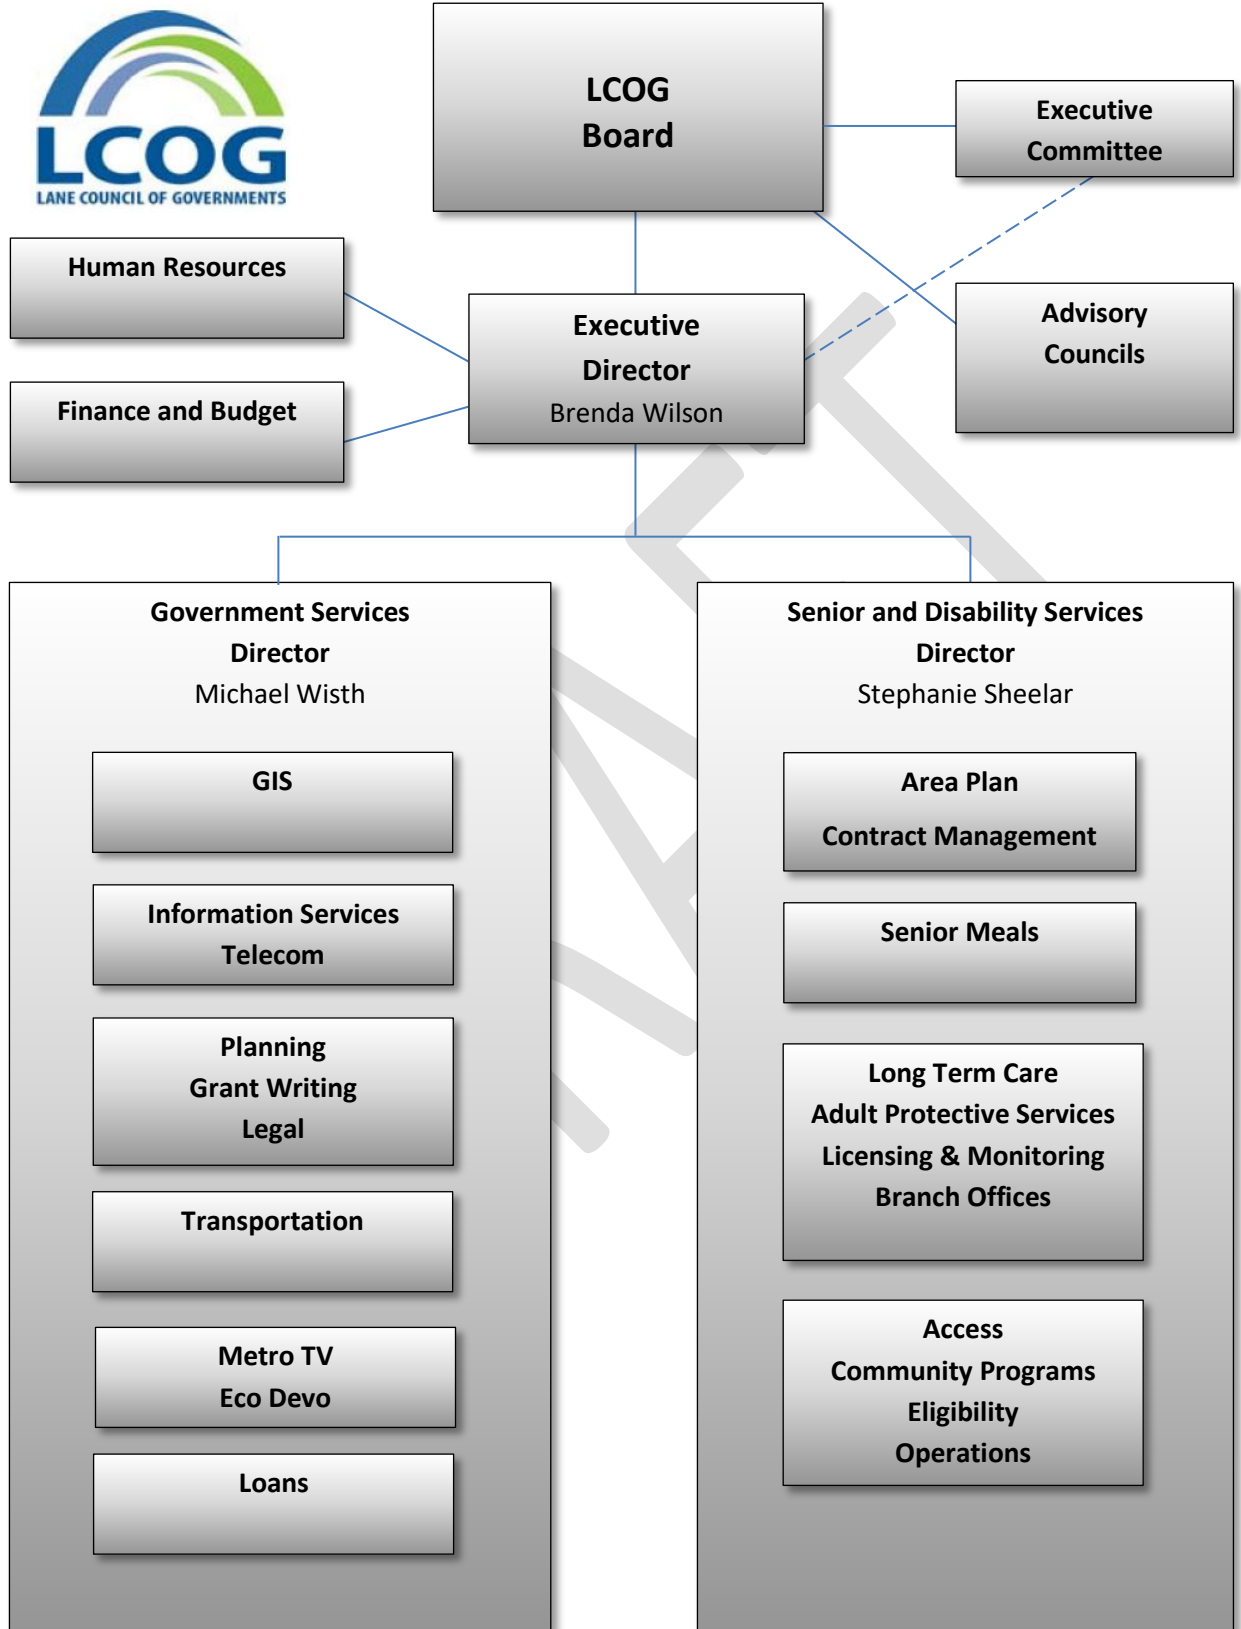 LCOG
LANE COUNCIL OF GOVERNMENTS
LCOG
Board
Executive
Committee
Human Resources
Executive
Director
Brenda Wilson
Advisory
Councils
Finance and Budget
Government Services
Director
Michael Wisth
GIS
Information Services
Telecom
Planning
Grant Writing
Legal
Transportation
Metro TV
Eco Devo
Loans
Senior and Disability Services
Director
Stephanie Sheelar
Area Plan
Contract Management
Senior Meals
Long Term Care
Adult Protective Services
Licensing & Monitoring
Branch Offices
Access
Community Programs
Eligibility
Operations
DRAFT